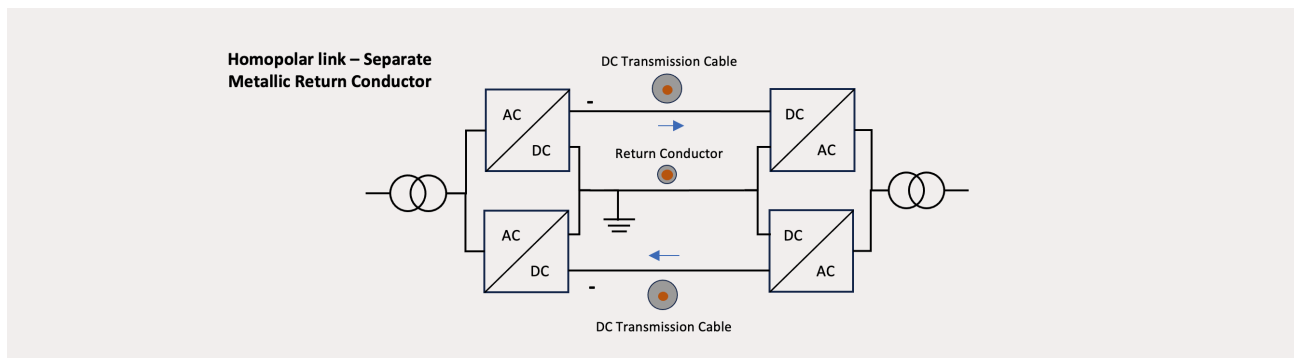 Homopolar link – Separate
Metallic Return Conductor
DC Transmission Cable
-
AC
DC
DC
AC
Return Conductor
AC
DC
DC
AC
-
DC Transmission Cable